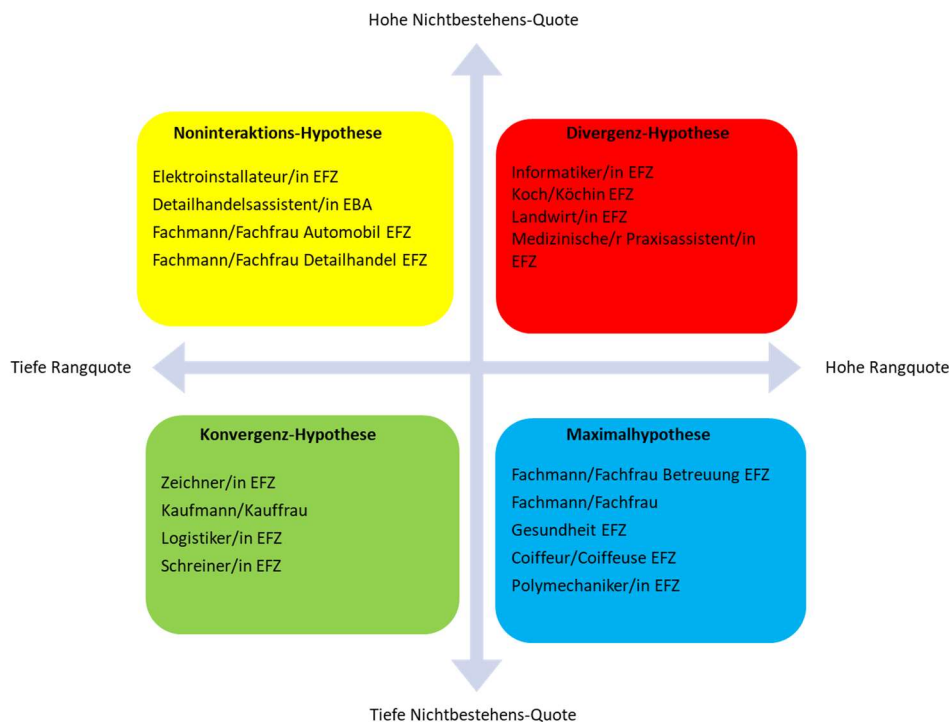 Hohe Nichtbestehens-Quote
Noninteraktions-Hypothese
Elektroinstallateur/in EFZ
Detailhandelsassistent/in EBA
Fachmann/Fachfrau Automobil EFZ
Fachmann/Fachfrau Detailhandel EFZ
Divergenz-Hypothese
Informatiker/in EFZ
Koch/Köchin EFZ
Landwirt/in EFZ
Medizinische/r Praxisassistent/in
EFZ
Tiefe Rangquote
Hohe Rangquote
Konvergenz-Hypothese
Zeichner/in EFZ
Kaufmann/Kauffrau
Logistiker/in EFZ
Schreiner/in EFZ
Maximalhypothese
Fachmann/Fachfrau Betreuung EFZ
Fachmann/Fachfrau
Gesundheit EFZ
Coiffeur/Coiffeuse EFZ
Polymechaniker/in EFZ
Tiefe Nichtbestehens-Quote